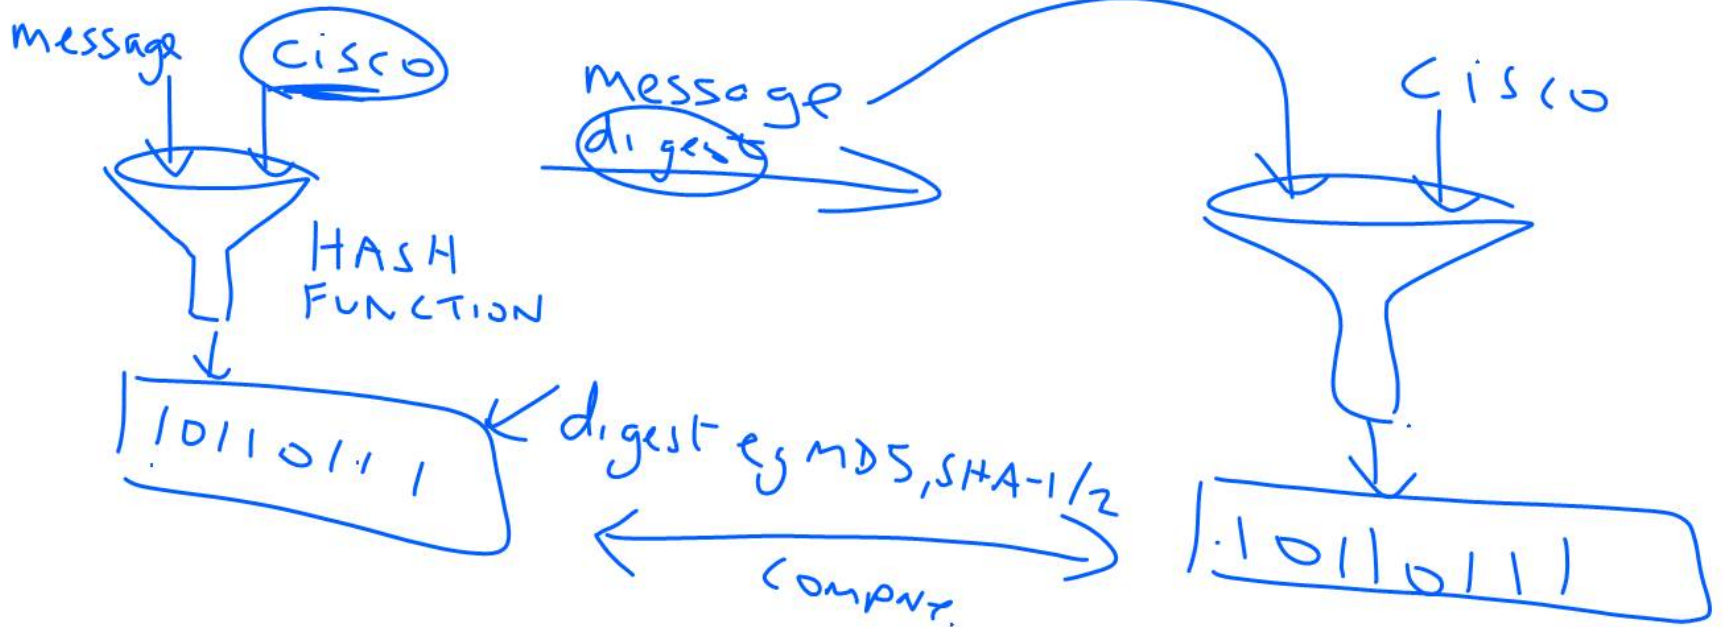 message
cisco
HASH
FUNCTION
10110111
message
digest
digest eg MD5, SHA-1/2
compare
cisco
10110111